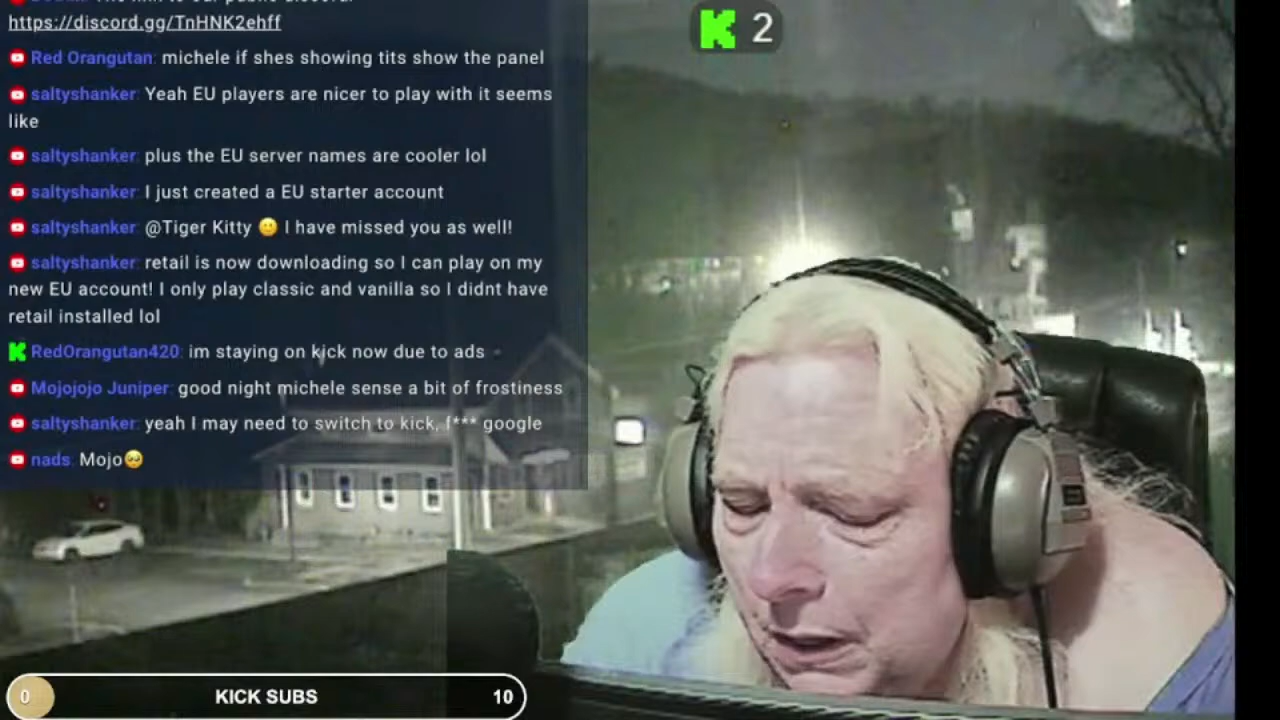 https://discord.gg/TnHNK2ehff
Red Orangutan: michele if shes showing tits show the panel
saltyshanker: Yeah EU players are nicer to play with it seems
like
saltyshanker: plus the EU server names are cooler lol
saltyshanker: I just created a EU starter account
saltyshanker: @Tiger Kitty 🙂 I have missed you as well!
saltyshanker: retail is now downloading so I can play on my
new EU account! I only play classic and vanilla so I didnt have
retail installed lol
RedOrangutan420: im staying on kick now due to ads
Mojojojo Juniper: good night michele sense a bit of frostiness
saltyshanker: yeah I may need to switch to kick, f*** google
nads: Mojo🥺
K 2
0 KICK SUBS 10